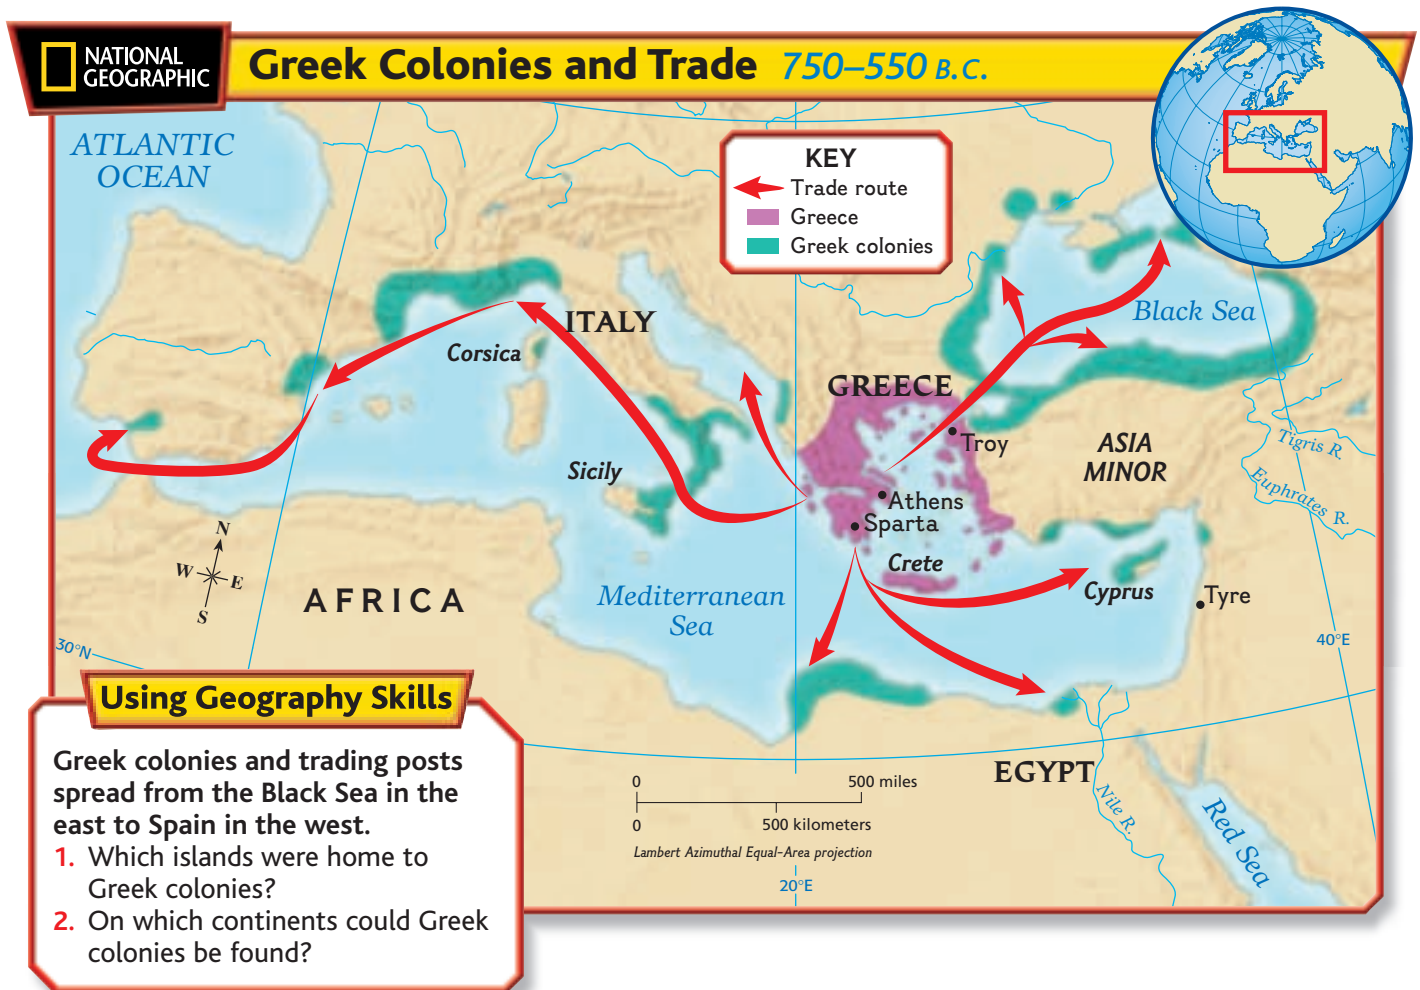 NATIONAL
GEOGRAPHIC
Greek Colonies and Trade 750–550 B.C.
ATLANTIC
OCEAN
KEY
Trade route
Greece
Greek colonies
Black Sea
ITALY
Corsica
GREECE
Troy
ASIA
MINOR
Tigris R.
Euphrates R.
Sicily
Athens
Sparta
Crete
Cyprus
Tyre
N
W
E
S
AFRICA
Mediterranean
Sea
30°N
40°E
EGYPT
Nile R.
Red Sea
0
500 miles
0
500 kilometers
Lambert Azimuthal Equal-Area projection
20°E
Using Geography Skills
Greek colonies and trading posts
spread from the Black Sea in the
east to Spain in the west.
1. Which islands were home to
Greek colonies?
2. On which continents could Greek
colonies be found?